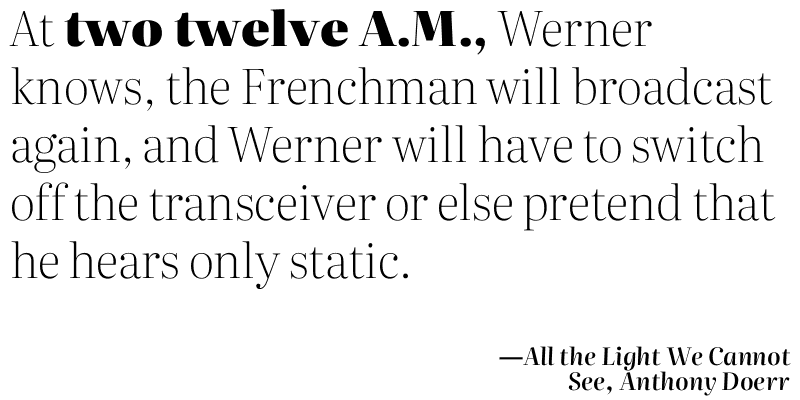 At two twelve A.M., Werner
knows, the Frenchman will broadcast
again, and Werner will have to switch
off the transceiver or else pretend that
he hears only static.
—All the Light We Cannot
See, Anthony Doerr